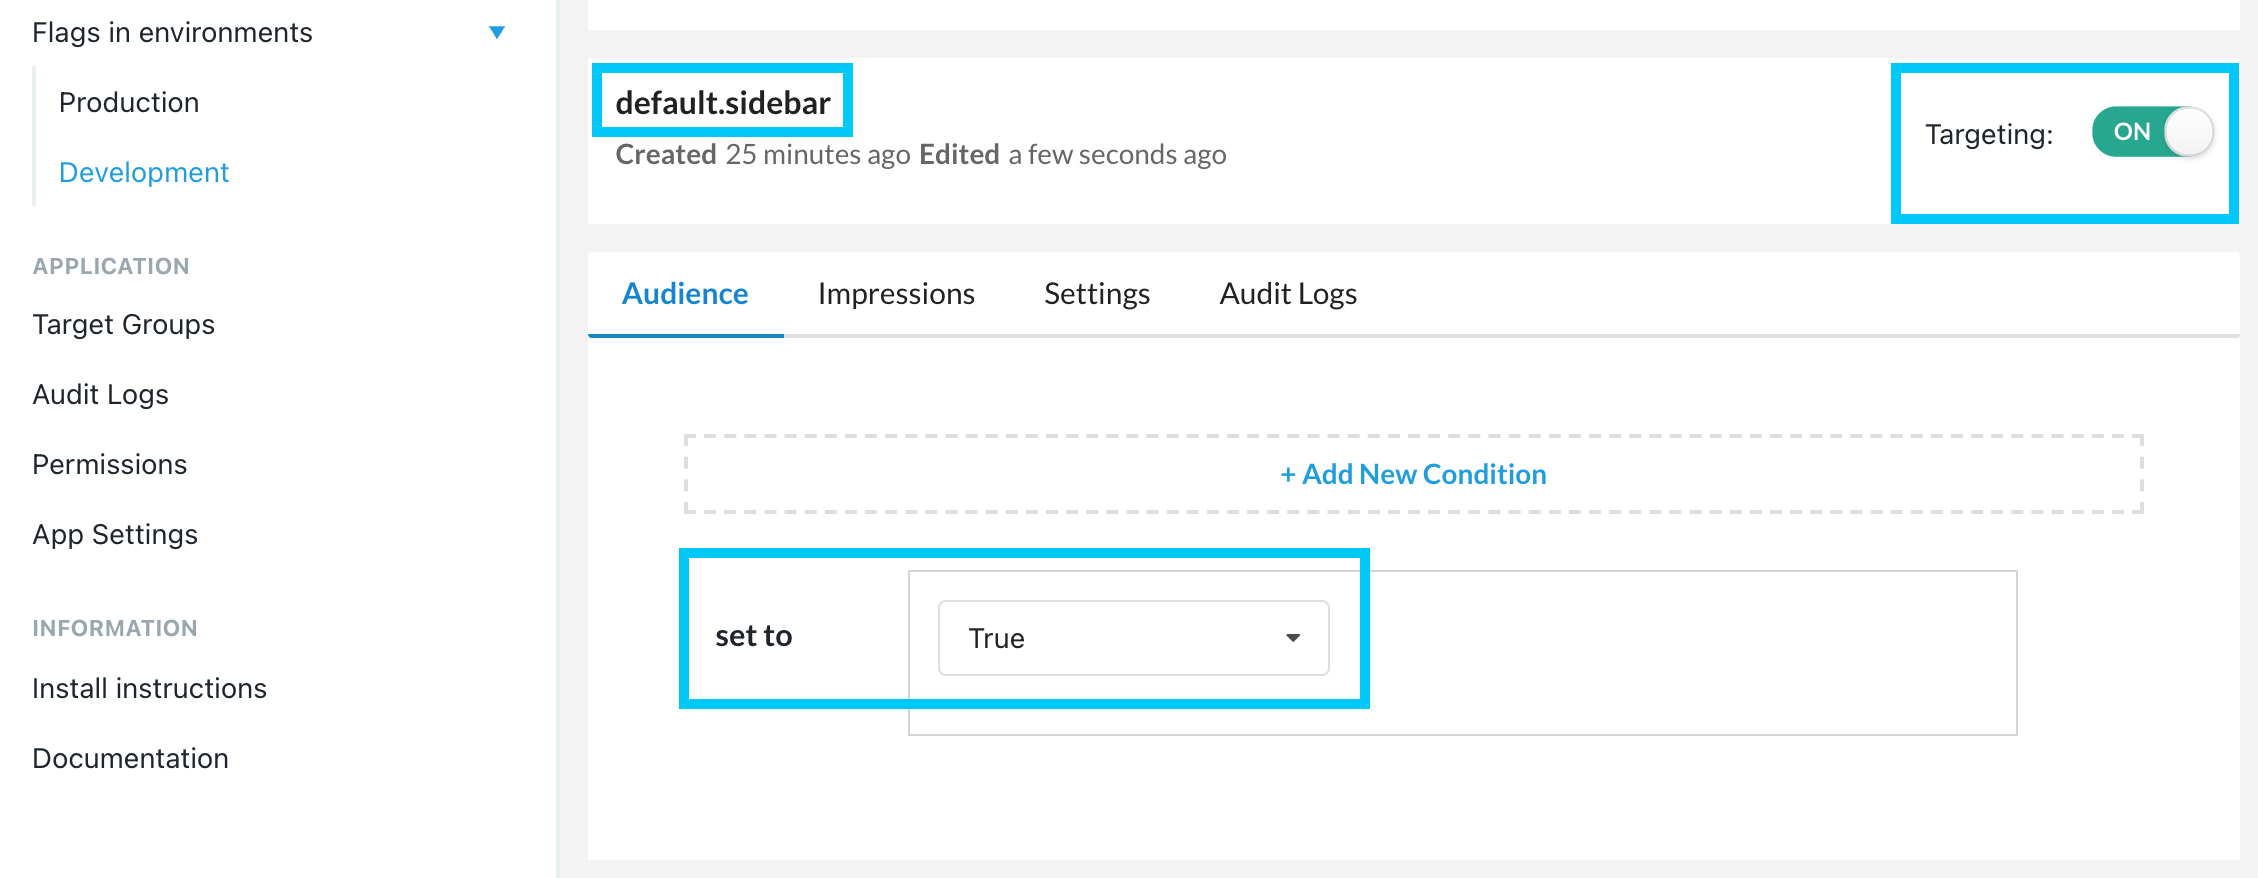 Flags in environments
Production
Development
APPLICATION
Target Groups
Audit Logs
Permissions
App Settings
INFORMATION
Install instructions
Documentation
default.sidebar
Created 25 minutes ago Edited a few seconds ago
Targeting: ON
Audience Impressions Settings Audit Logs
+ Add New Condition
set to True